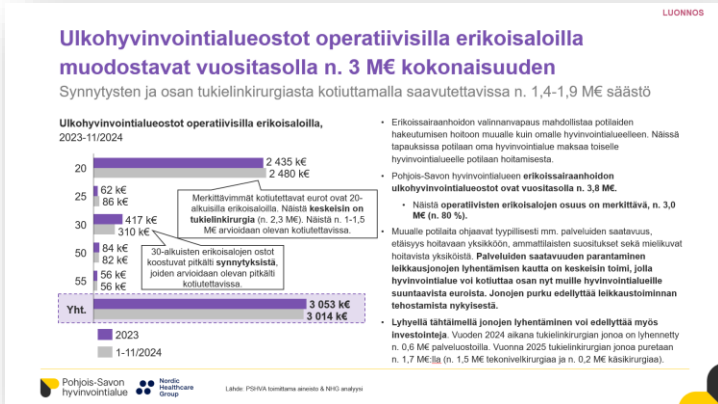 LUONNOS
Ulkohyvinvointialueostot operatiivisilla erikoisaloilla
muodostavat vuositasolla n. 3 M€ kokonaisuuden
Synnytysten ja osan tukielinkirurgiasta kotiuttamalla saavutettavissa n. 1,4-1,9 M€ säästö
Ulkohyvinvointialueostot operatiivisilla erikoisaloilla,
2023-11/2024
20
2 435 k€
2 480 k€
25
62 k€
86 k€
30
417 k€
310 k€
50
84 k€
82 k€
55
56 k€
56 k€
Yht.
3 053 k€
3 014 k€
2023
1-11/2024
Merkittävimmät kotiutettavat eurot ovat 20-
alkuisilla erikoisaloilla. Näistä keskeisin on
tukielinkirurgia (n. 2,3 M€). Näistä n. 1-1,5
M€ arvioidaan olevan kotiutettavissa.
30-alkuisten erikoisalojen ostot
koostuvat pitkälti synnytyksistä,
joiden arvioidaan olevan pitkälti
kotiutettavissa.
• Erikoissairaanhoidon valinnanvapaus mahdollistaa potilaiden
hakeutumisen hoitoon muualle kuin omalle hyvinvointialueelleen. Näissä
tapauksissa potilaan oma hyvinvointialue maksaa toiselle
hyvinvointialueelle potilaan hoitamisesta.
• Pohjois-Savon hyvinvointialueen erikoissairaanhoidon
ulkohyvinvointialueostot ovat vuositasolla n. 3,8 M€.
• Näistä operatiivisten erikoisalojen osuus on merkittävä, n. 3,0
M€ (n. 80 %).
• Muualle potilaita ohjaavat tyypillisesti mm. palveluiden saatavuus,
etäisyys hoitavaan yksikköön, ammattilaisten suositukset sekä mielikuvat
hoitavista yksiköistä. Palveluiden saatavuuden parantaminen
leikkausjonojen lyhentämisen kautta on keskeisin toimi, jolla
hyvinvointialue voi kotiuttaa osan nyt muille hyvinvointialueille
suuntaavista euroista. Jonojen purku edellyttää leikkaustoiminnan
tehostamista nykyisestä.
• Lyhyellä tähtäimellä jonojen lyhentäminen voi edellyttää myös
investointeja. Vuoden 2024 aikana tukielinkirurgian jonoa on lyhennetty
n. 0,6 M€ palveluostoilla. Vuonna 2025 tukielinkirurgian jonoa puretaan
n. 1,7 M€:lla (n. 1,5 M€ tekonivelkirurgiaa ja n. 0,2 M€ käsikirurgiaa).
Pohjois-Savon
hyvinvointialue
Nordic
Healthcare
Group
Lähde: PSHVA toimittama aineisto & NHG analyysi